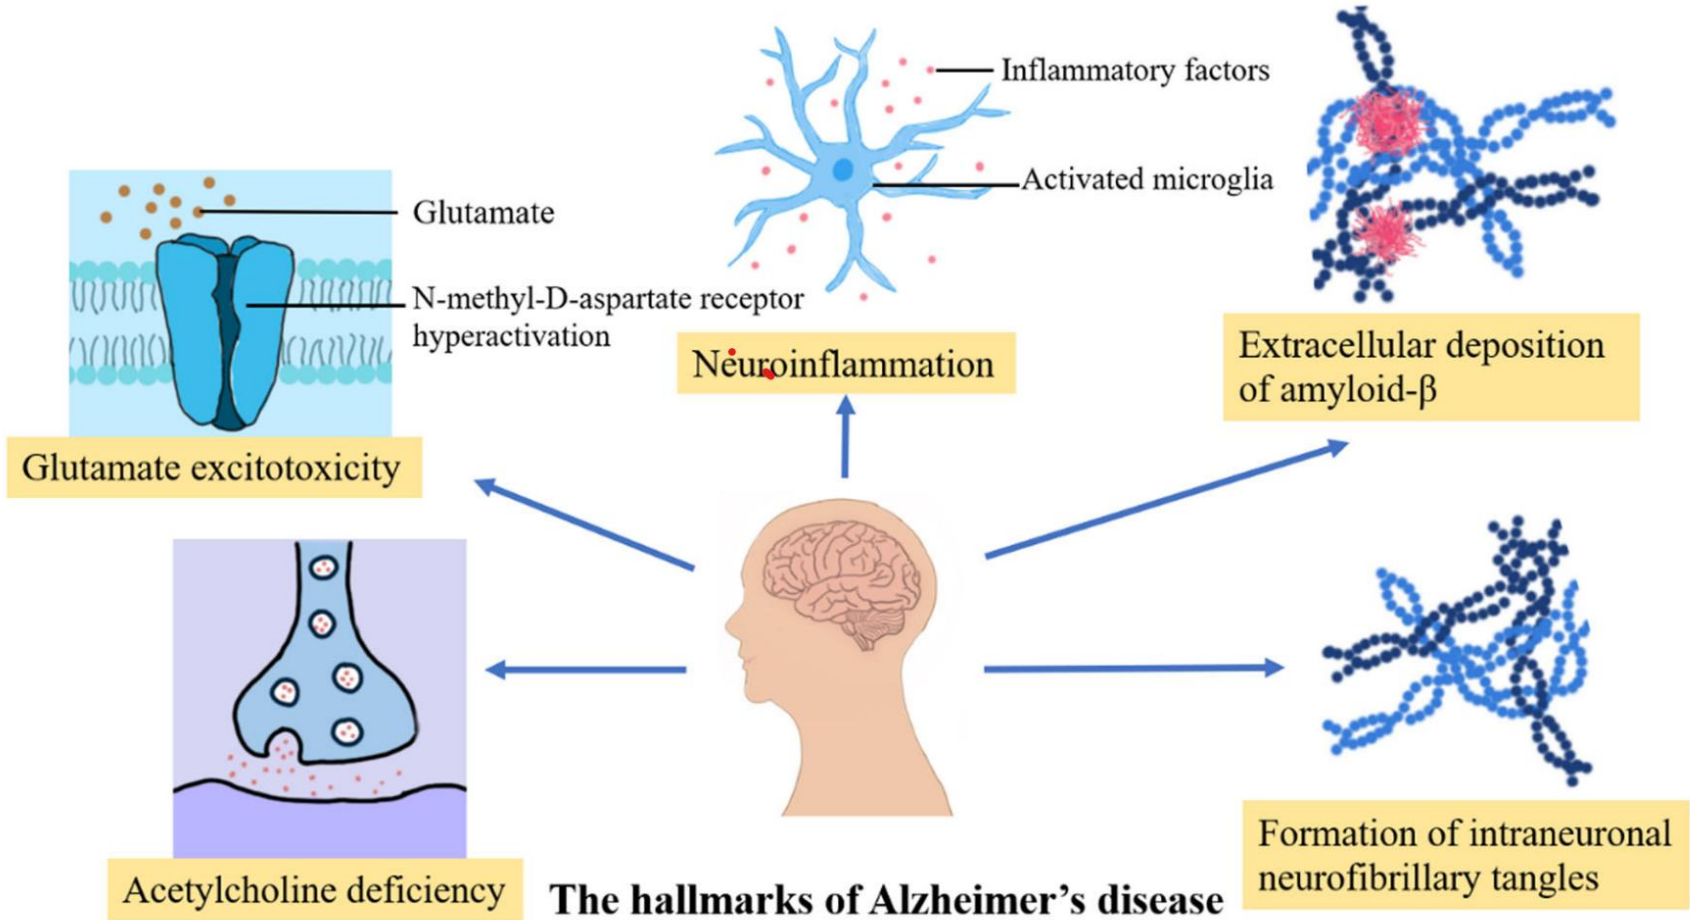 Inflammatory factors
Activated microglia
Glutamate
N-methyl-D-aspartate receptor
hyperactivation
Neuroinflammation
Extracellular deposition
of amyloid-β
Glutamate excitotoxicity
Formation of intraneuronal
neurofibrillary tangles
Acetylcholine deficiency
The hallmarks of Alzheimer’s disease